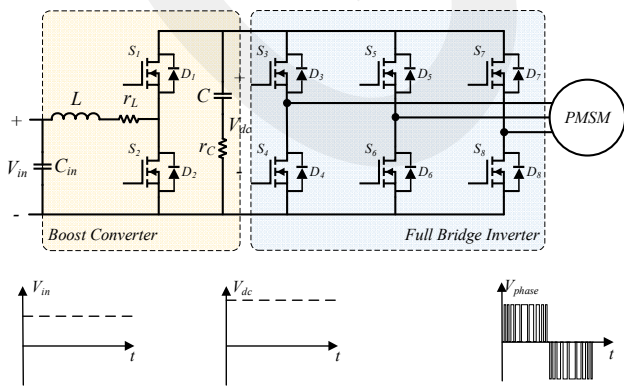 S1 S3 S5 S7
D1 D3 D5 D7
+ L rL C + PMSM
Vin Cin Vdc
rC
S2 S4 S6 S8
D2 D4 D6 D8
- -
Boost Converter Full Bridge Inverter
Vin Vdc Vphase
t t t